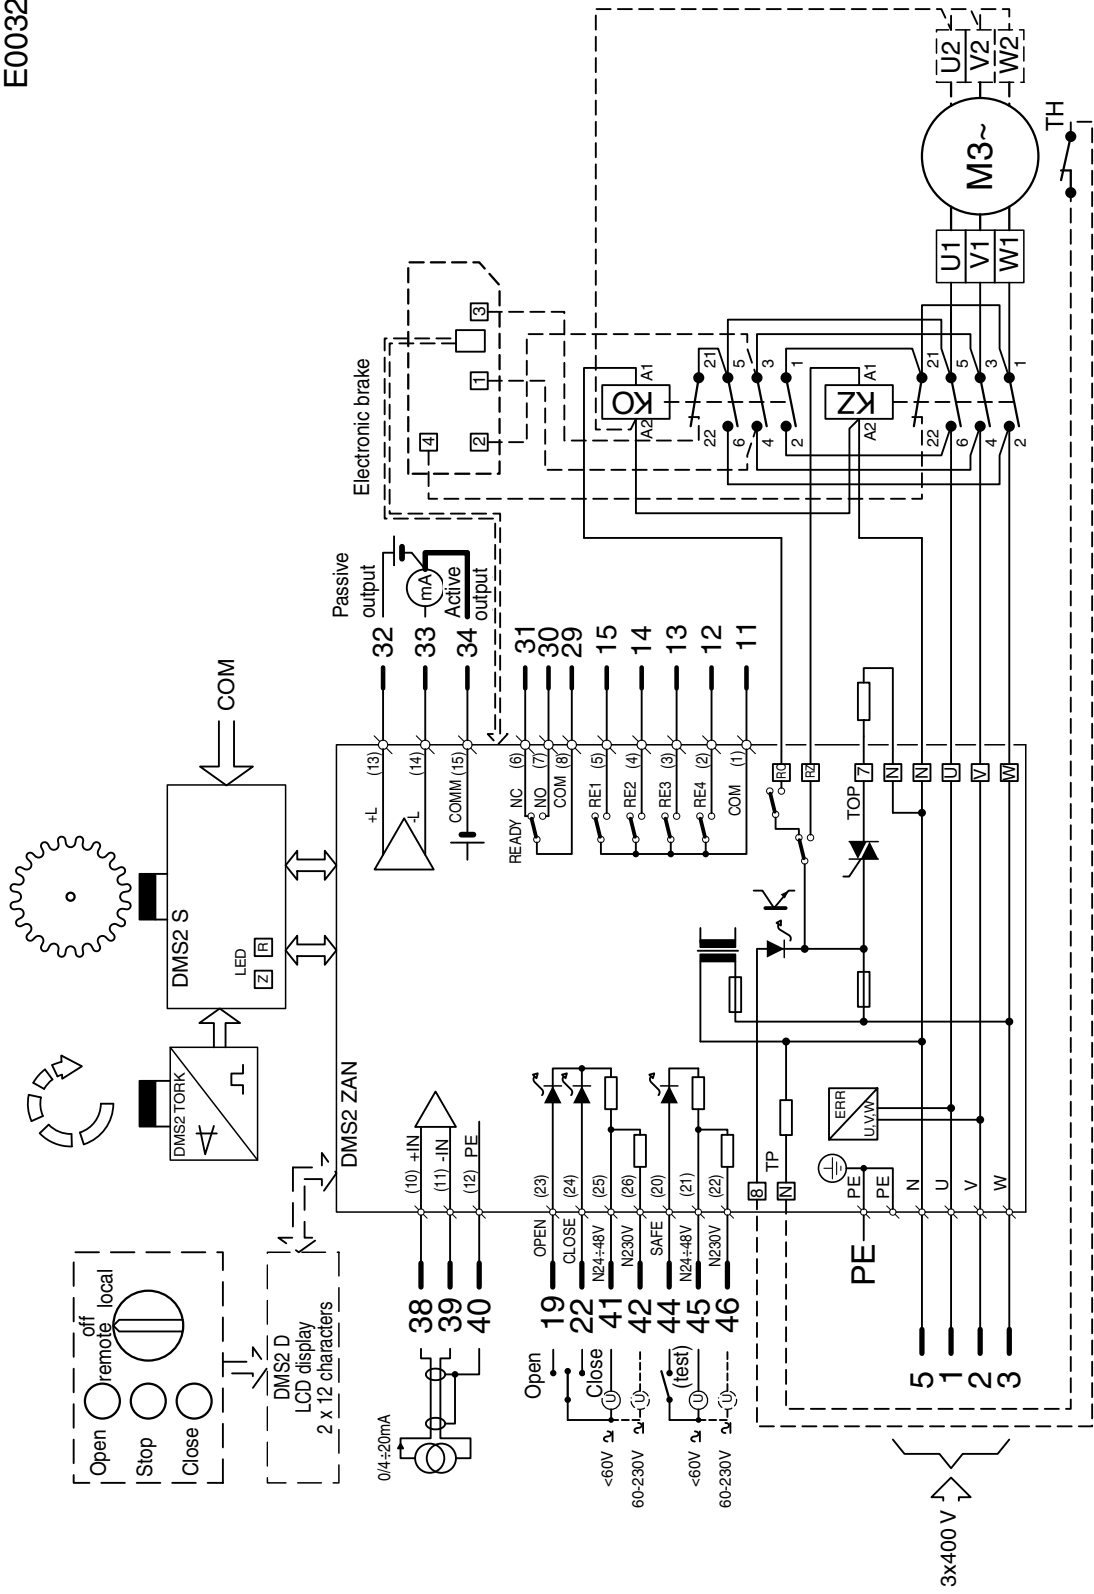 E0032
Open
Stop
Close
remote
off
local
DMS2 D
LCD display
2 x 12 characters
DMS2 TORK
DMS2 S
LED
Z
R
COM
DMS2 ZAN
0/4÷20mA
38
39
40
(10) +IN
(11) -IN
(12) PE
+L (13)
-L (14)
COMM (15)
32
33
34
Passive
output
mA
Active
output
Electronic brake
4
2
1
3
READY
NC (6)
NO (7)
COM (8)
31
30
29
RE1 (5)
RE2 (4)
RE3 (3)
RE4 (2)
COM (1)
15
14
13
12
11
Open
Close
(test)
U
U
U
U
<60V
60-230V
<60V
60-230V
19
22
41
42
44
45
46
OPEN (23)
CLOSE (24)
N24÷48V (25)
N230V (26)
SAFE (20)
N24÷48V (21)
N230V (22)
8
N
TP
TOP
RO
RZ
7
N
N
U
V
W
ERR
U,V,W
PE
PE
PE
N
U
V
W
5
1
2
3
3x400 V
KO
A2
A1
22
21
6
5
4
3
2
1
KZ
A2
A1
22
21
6
5
4
3
2
1
U1
V1
W1
M3~
U2
V2
W2
TH